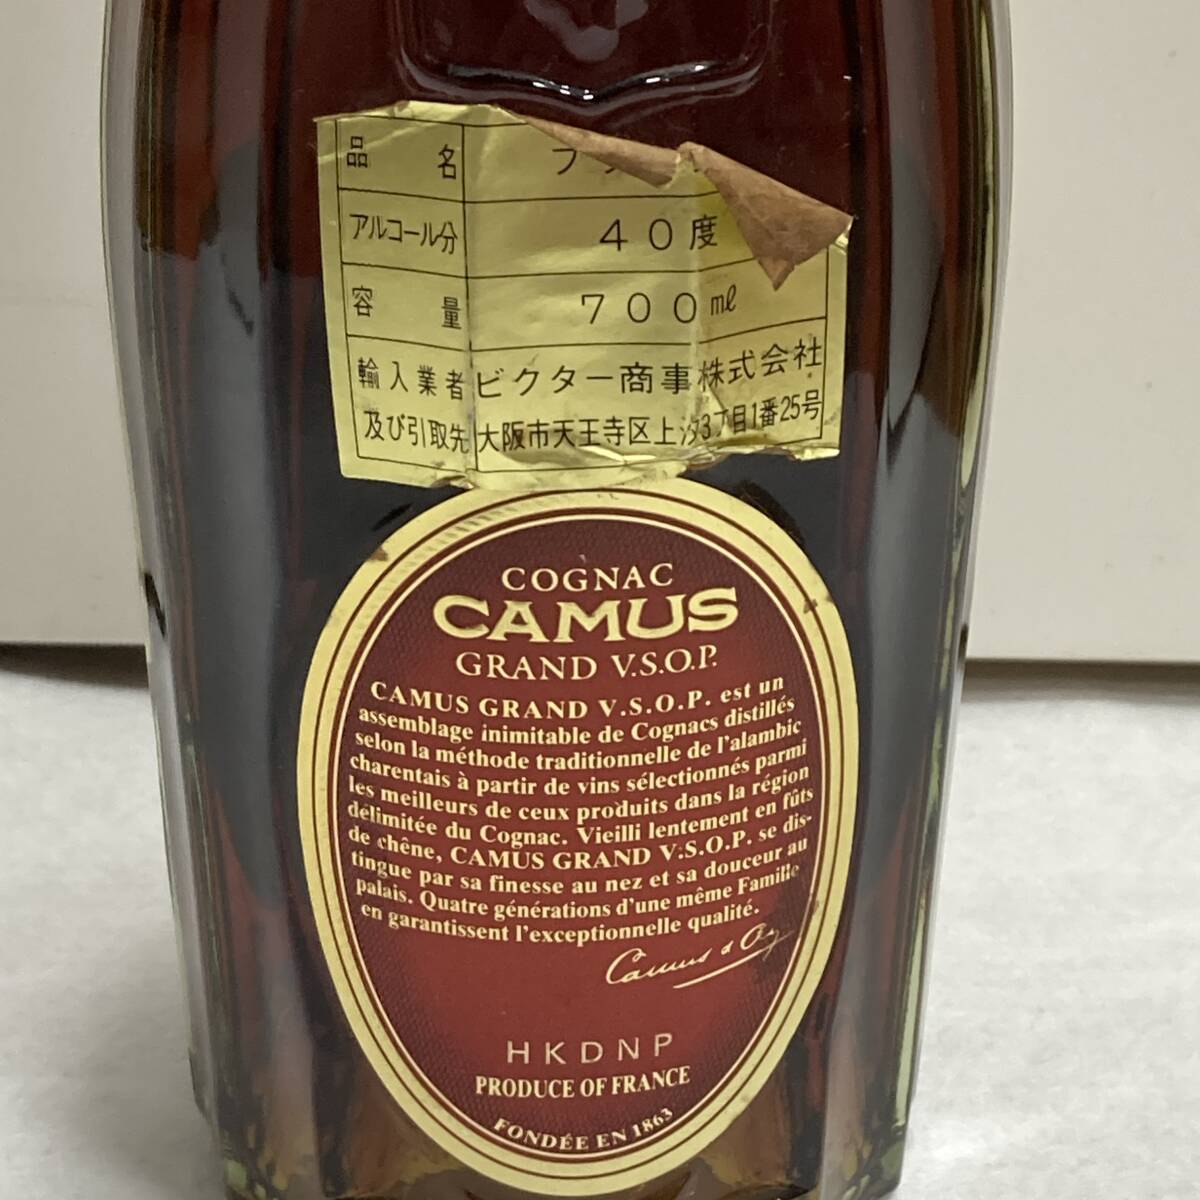 品名
アルコール分 40度
容量 700ml
輸入業者 ビクター商事株式会社
及び引取先 大阪市天王寺区上汐3丁目1番25号
COGNAC
CAMUS
GRAND V.S.O.P.
CAMUS GRAND V.S.O.P. est un
assemblage inimitable de Cognacs distillés
selon la méthode traditionnelle de l'alambic
charentais à partir de vins sélectionnés parmi
les meilleurs de ceux produits dans la région
délimitée du Cognac. Vieilli lentement en fûts
de chêne, CAMUS GRAND V.S.O.P. se dis-
tingue par sa finesse au nez et sa douceur au
palais. Quatre générations d'une même Famille
en garantissent l'exceptionnelle qualité.
HKDNP
PRODUCE OF FRANCE
FONDÉE EN 1863